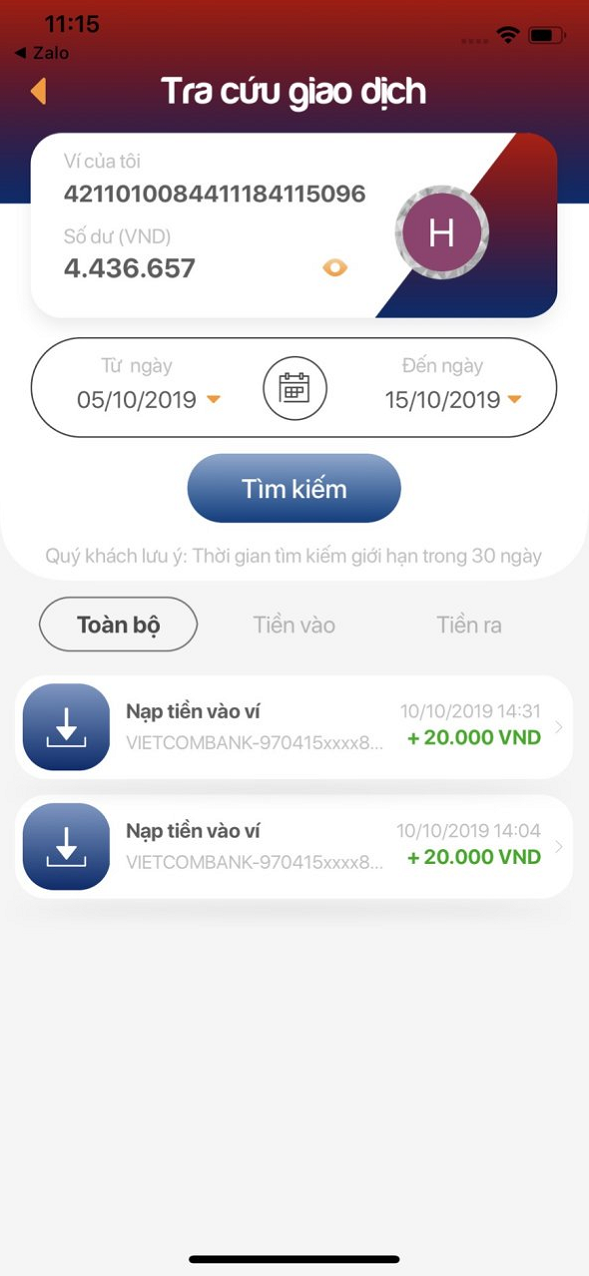 11:15
◀ Zalo
Tra cứu giao dịch
Ví của tôi
4211010084411184115096
Số dư (VND)
4.436.657
H
Từ ngày
Đến ngày
05/10/2019
15/10/2019
Tìm kiếm
Quý khách lưu ý: Thời gian tìm kiếm giới hạn trong 30 ngày
Toàn bộ
Tiền vào
Tiền ra
Nạp tiền vào ví
10/10/2019 14:31
VIETCOMBANK-970415xxxx8...
+ 20.000 VND
Nạp tiền vào ví
10/10/2019 14:04
VIETCOMBANK-970415xxxx8...
+ 20.000 VND